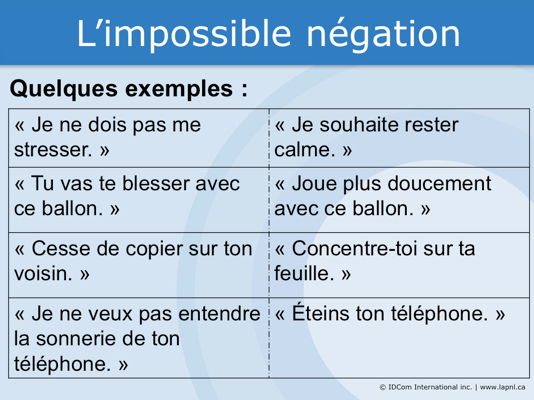 L’impossible négation
Quelques exemples :
« Je ne dois pas me
stresser. »
« Je souhaite rester
calme. »
« Tu vas te blesser avec
ce ballon. »
« Joue plus doucement
avec ce ballon. »
« Cesse de copier sur ton
voisin. »
« Concentre-toi sur ta
feuille. »
« Je ne veux pas entendre
la sonnerie de ton
téléphone. »
« Éteins ton téléphone. »
© IDCom International inc. | www.lapnl.ca